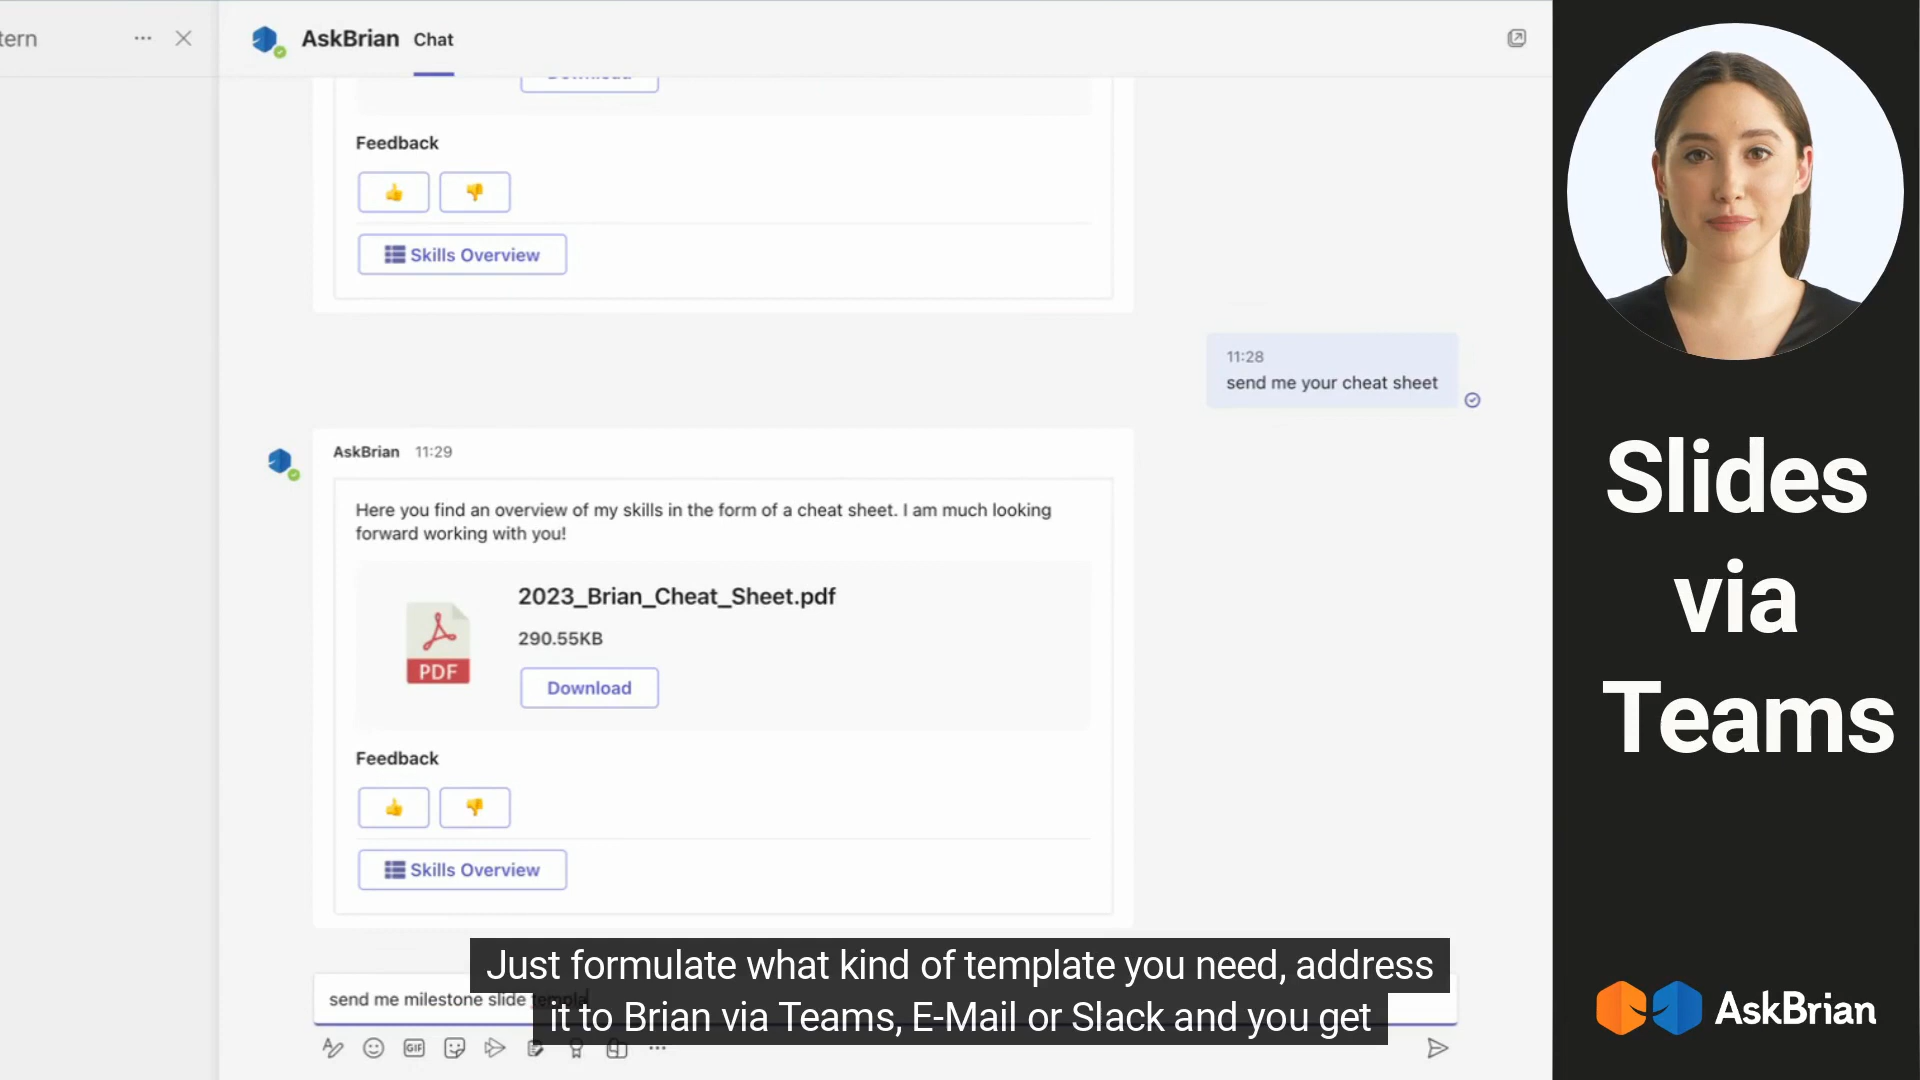 tern
AskBrian Chat
Feedback
Skills Overview
11:28
send me your cheat sheet
AskBrian 11:29
Here you find an overview of my skills in the form of a cheat sheet. I am much looking
forward working with you!
2023_Brian_Cheat_Sheet.pdf
290.55KB
PDF
Download
Feedback
Skills Overview
send me milestone slide templa
GIF
Just formulate what kind of template you need, address
it to Brian via Teams, E-Mail or Slack and you get
Slides
via
Teams
AskBrian